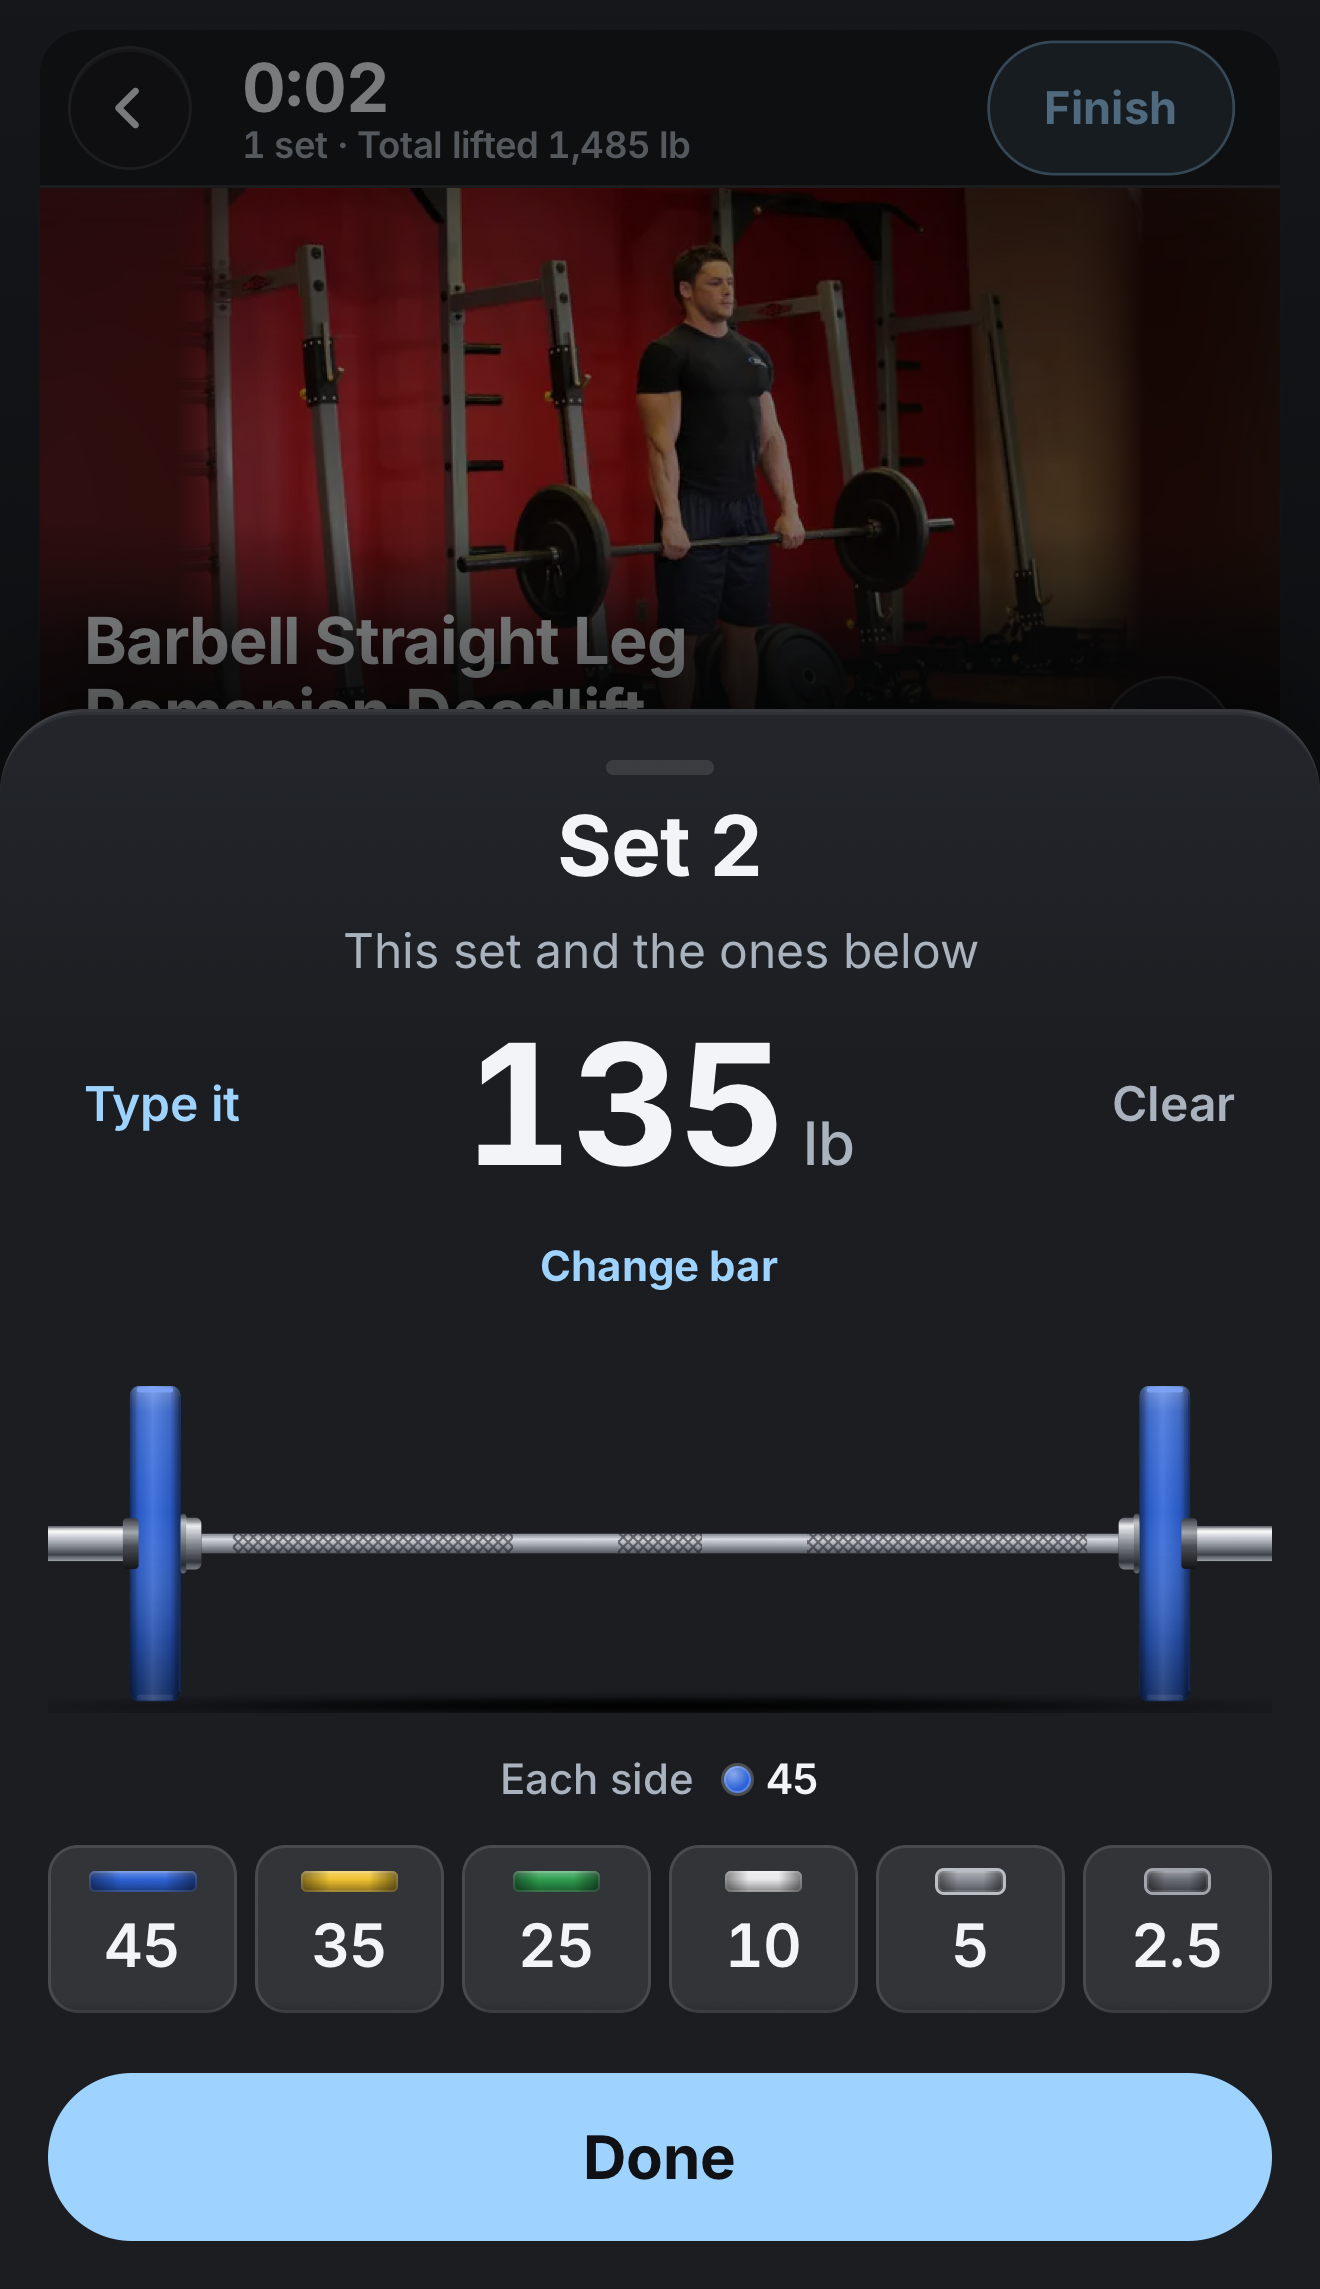 0:02
Finish
1 set · Total lifted 1,485 lb
Barbell Straight Leg
Romanian Deadlift
Set 2
This set and the ones below
Type it
135 lb
Clear
Change bar
Each side 45
45
35
25
10
5
2.5
Done